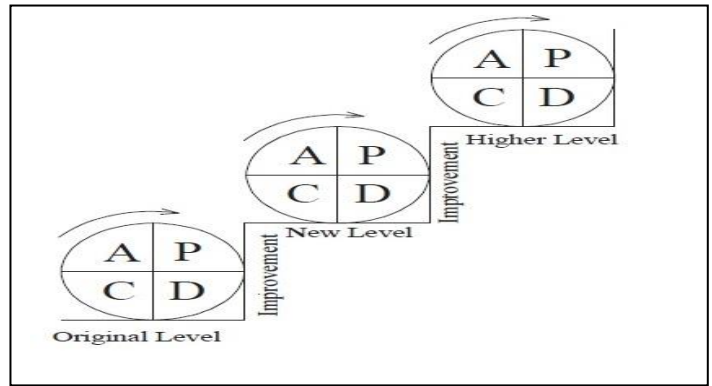 A P
C D
Higher Level
Improvement
A P
C D
New Level
Improvement
A P
C D
Original Level